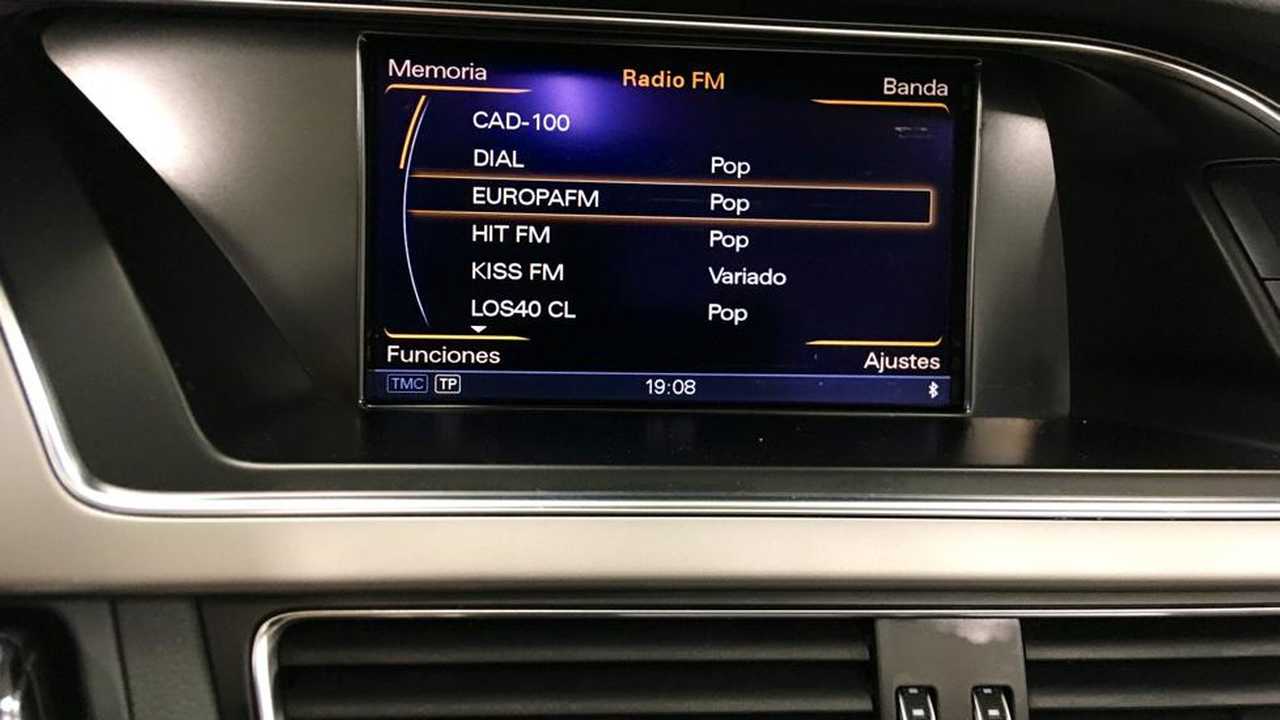 Memoria Radio FM Banda
CAD-100
DIAL Pop
EUROPAFM Pop
HIT FM Pop
KISS FM Variado
LOS40 CL Pop
Funciones Ajustes
TMC TP 19:08